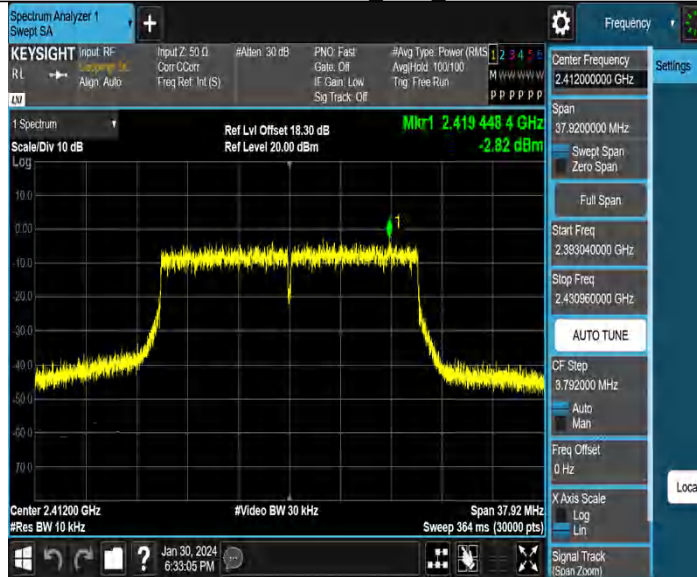 Spectrum Analyzer 1
Swept SA
+
Frequency
KEYSIGHT
RL
Input: RF
Align: Auto
Input Z: 50 Ω
Corr CCorr
Freq Ref: Int (S)
#Atten: 30 dB
PNO: Fast
Gate: Off
IF Gain: Low
Sig Track: Off
#Avg Type: Power (RMS
Avg|Hold: 100/100
Trig: Free Run
1 2 3 4 5 6
M W W W W W
P P P P P P
LXI
1 Spectrum
Scale/Div 10 dB
Log
Ref Lvl Offset 18.30 dB
Ref Level 20.00 dBm
Mkr1 2.419 448 4 GHz
-2.82 dBm
10.0
0.00
-10.0
-20.0
-30.0
-40.0
-50.0
-60.0
-70.0
1
Center 2.41200 GHz
#Res BW 10 kHz
#Video BW 30 kHz
Span 37.92 MHz
Sweep 364 ms (30000 pts)
Center Frequency
2.412000000 GHz
Settings
Span
37.9200000 MHz
Swept Span
Zero Span
Full Span
Start Freq
2.393040000 GHz
Stop Freq
2.430960000 GHz
AUTO TUNE
CF Step
3.792000 MHz
Auto
Man
Freq Offset
0 Hz
X Axis Scale
Log
Lin
Loca
Signal Track
(Span Zoom)
?
Jan 30, 2024
6:33:05 PM